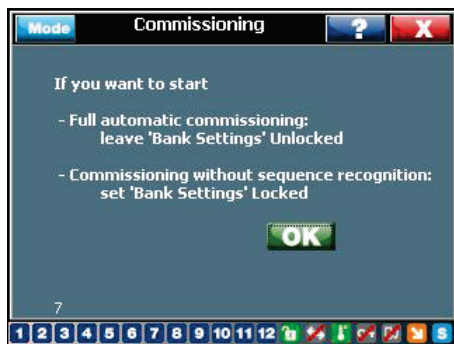 Mode Commissioning ? X
If you want to start
- Full automatic commissioning:
leave 'Bank Settings' Unlocked
- Commissioning without sequence recognition:
set 'Bank Settings' Locked
OK
7
1 2 3 4 5 6 7 8 9 10 11 12 S